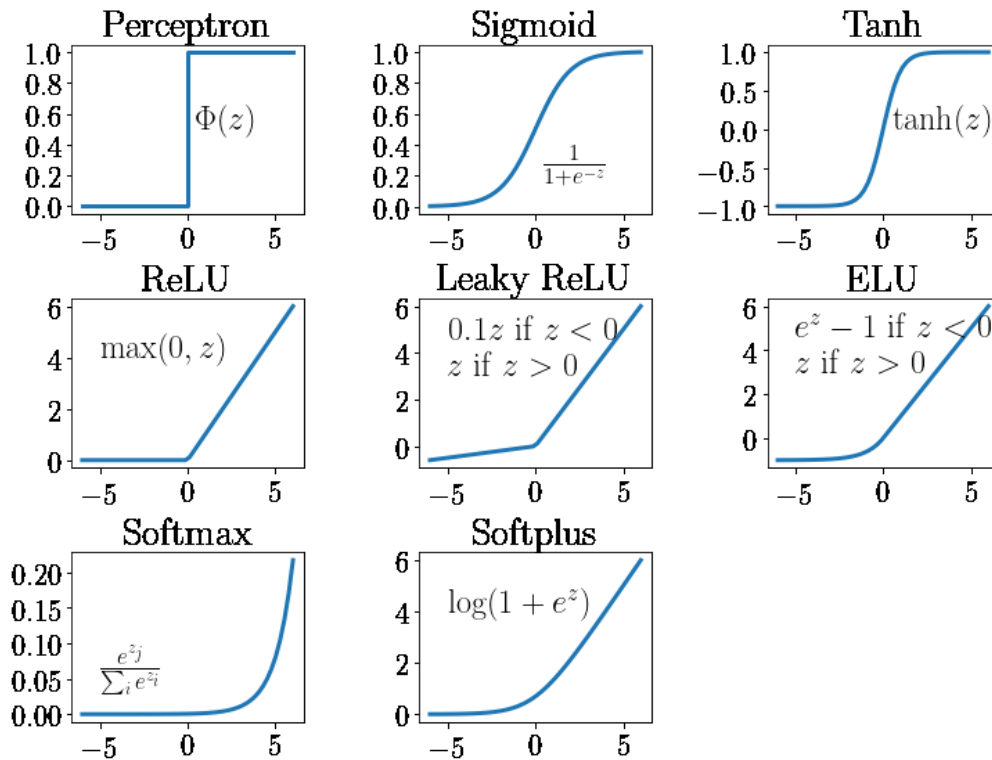 Perceptron
1.0
0.8
0.6
0.4
0.2
0.0
Φ(z)
−5 0 5
Sigmoid
1.0
0.8
0.6
0.4
0.2
0.0
1/(1+e^{−z})
−5 0 5
Tanh
1.0
0.5
0.0
−0.5
−1.0
tanh(z)
−5 0 5
ReLU
6
4
2
0
max(0, z)
−5 0 5
Leaky ReLU
6
4
2
0
0.1z if z < 0
z if z > 0
−5 0 5
ELU
6
4
2
0
e^z − 1 if z < 0
z if z > 0
−5 0 5
Softmax
0.20
0.15
0.10
0.05
0.00
e^{z_j}/∑_i e^{z_i}
−5 0 5
Softplus
6
4
2
0
log(1 + e^z)
−5 0 5